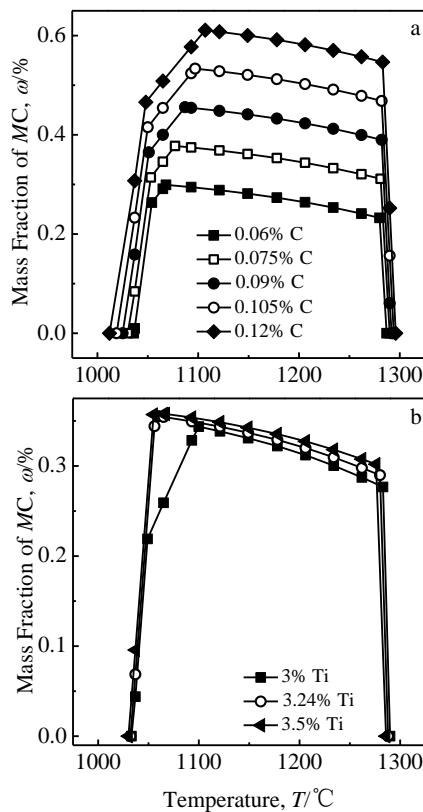 a
0.6
0.4
0.2
0.0
Mass Fraction of MC, ω/%
0.06% C
0.075% C
0.09% C
0.105% C
0.12% C
1000 1100 1200 1300
b
0.3
0.2
0.1
0.0
Mass Fraction of MC, ω/%
3% Ti
3.24% Ti
3.5% Ti
1000 1100 1200 1300
Temperature, T/℃